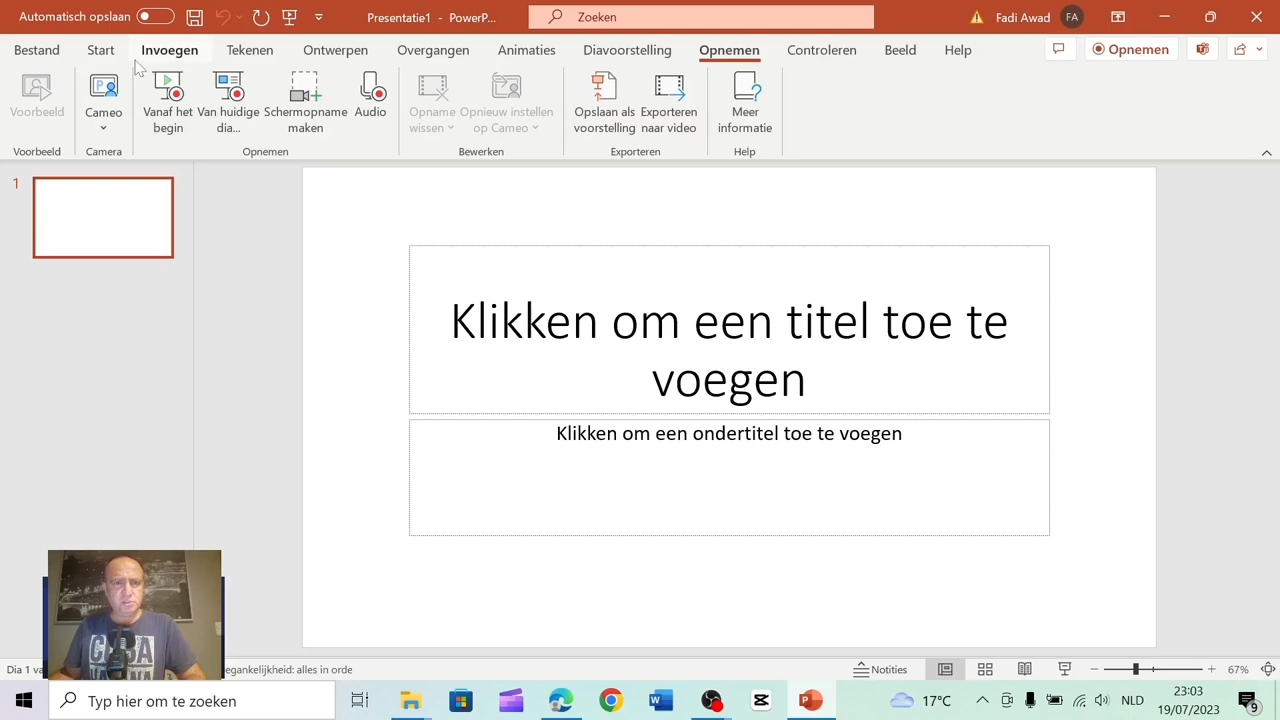 Automatisch opslaan
Presentatie1 - PowerP...
Zoeken
Fadi Awad
FA
Bestand
Start
Invoegen
Tekenen
Ontwerpen
Overgangen
Animaties
Diavoorstelling
Opnemen
Controleren
Beeld
Help
Opnemen
Voorbeeld
Cameo
Vanaf het begin
Van huidige dia...
Schermopname maken
Audio
Opname wissen
Opnieuw instellen op Cameo
Opslaan als voorstelling
Exporteren naar video
Meer informatie
Voorbeeld
Camera
Opnemen
Bewerken
Exporteren
Help
1
Klikken om een titel toe te
voegen
Klikken om een ondertitel toe te voegen
CASA
Dia 1 va
egankelijkheid: alles in orde
Notities
67%
Typ hier om te zoeken
17°C
NLD
23:03
19/07/2023
9